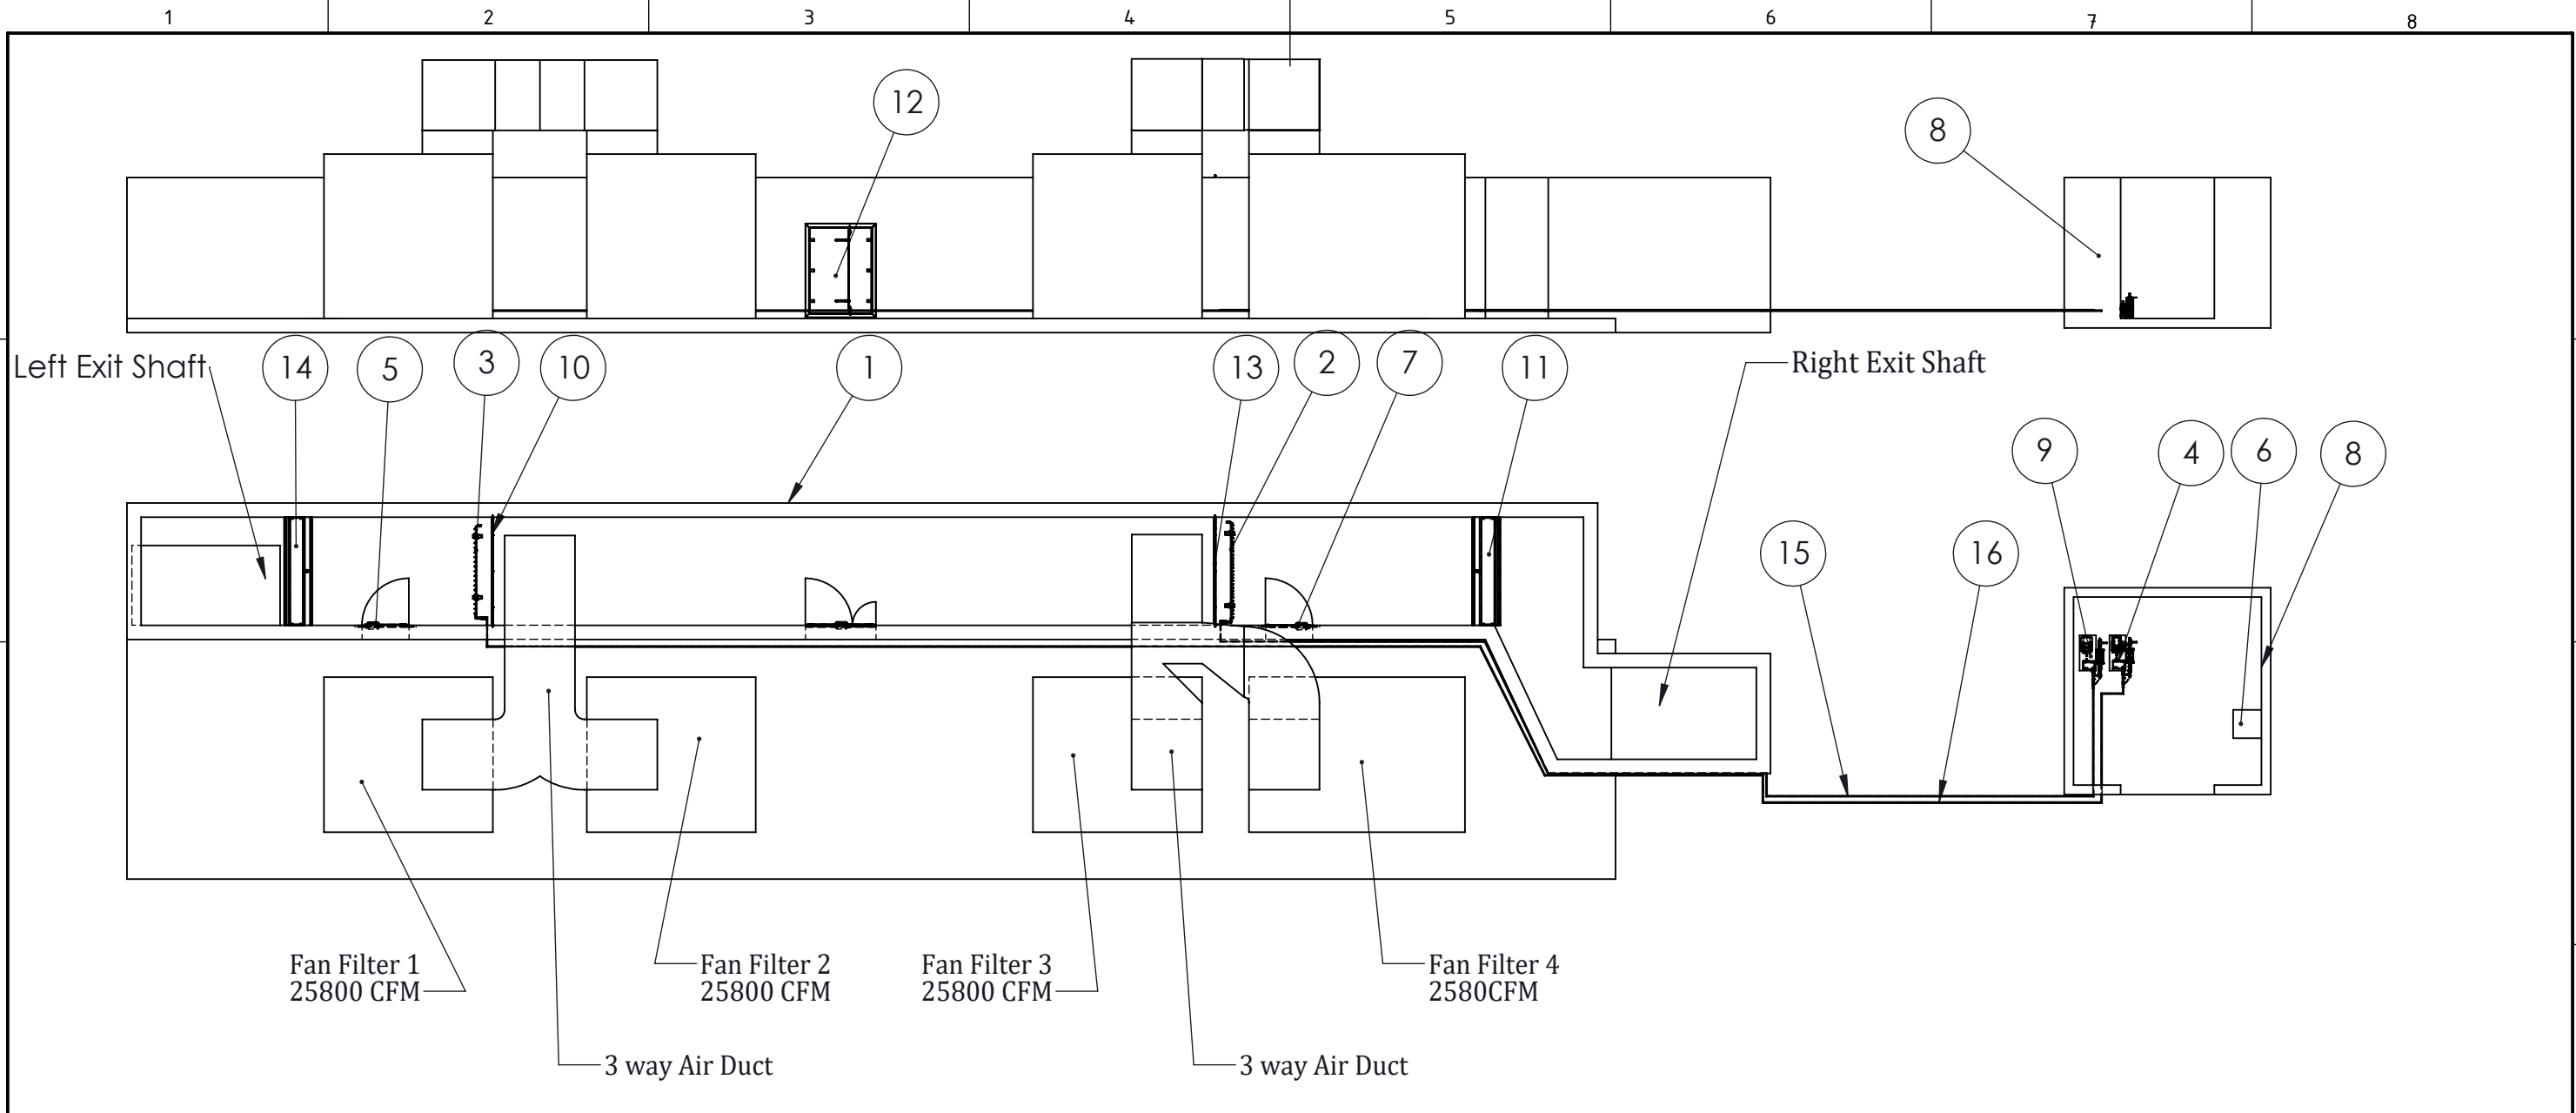 1 2 3 4 5 6 7 8
12
8
Left Exit Shaft
14
5
3
10
1
13
2
7
11
Right Exit Shaft
9
4
6
8
15
16
Fan Filter 1
25800 CFM
Fan Filter 2
25800 CFM
Fan Filter 3
25800 CFM
Fan Filter 4
2580CFM
3 way Air Duct
3 way Air Duct